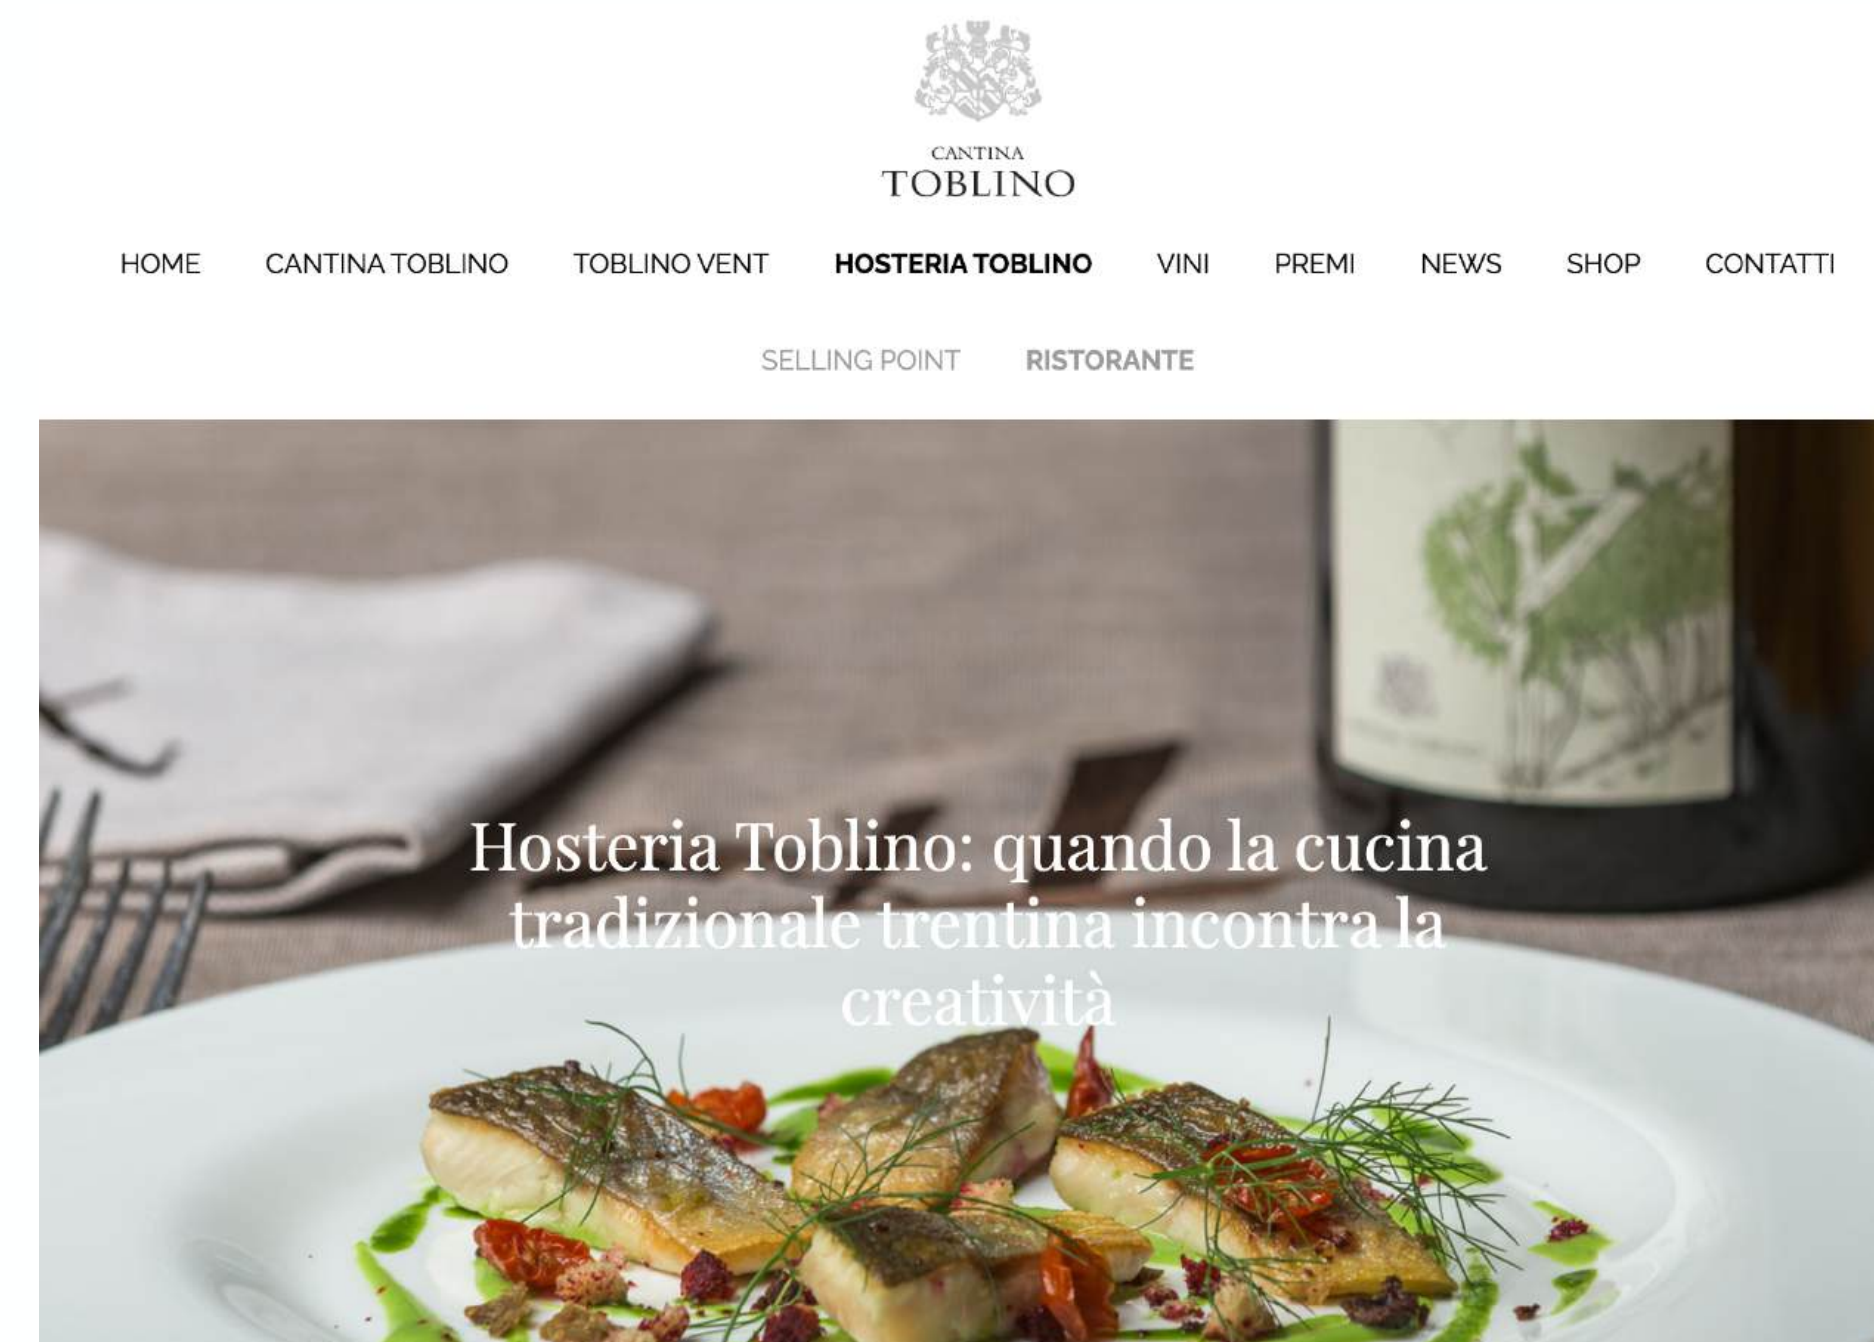 CANTINA
TOBLINO
HOME CANTINA TOBLINO TOBLINO VENT HOSTERIA TOBLINO VINI PREMI NEWS SHOP CONTATTI
SELLING POINT RISTORANTE
Hosteria Toblino: quando la cucina
tradizionale trentina incontra la
creatività